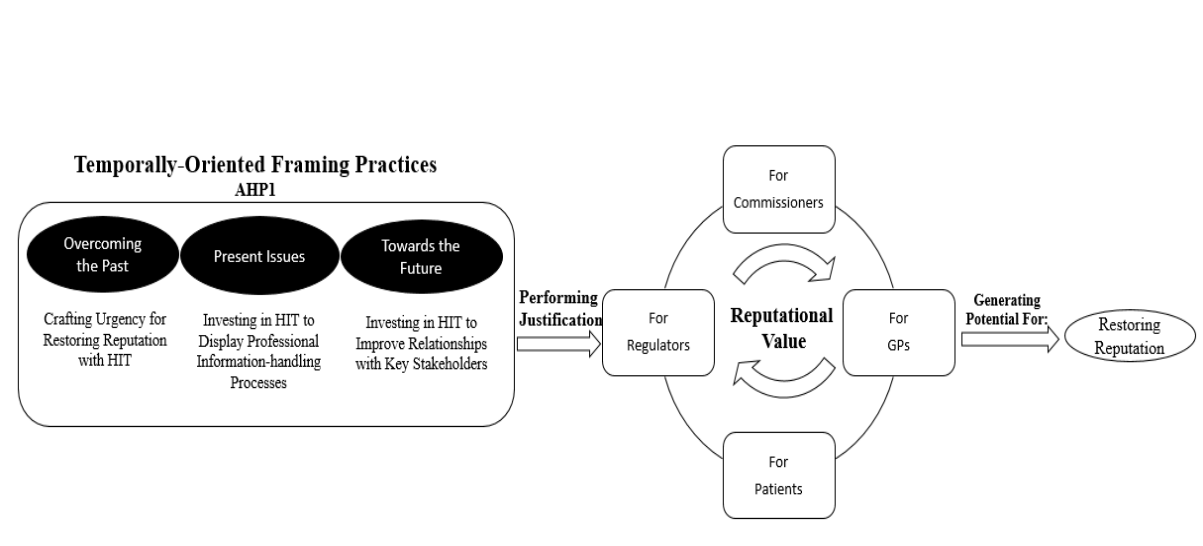 Temporally-Oriented Framing Practices
AHP1
Overcoming
the Past
Present Issues
Towards the
Future
Crafting Urgency for
Restoring Reputation
with HIT
Investing in HIT to
Display Professional
Information-handling
Processes
Investing in HIT to
Improve Relationships
with Key Stakeholders
Performing
Justification
For
Commissioners
For
Regulators
Reputational
Value
For
GPs
For
Patients
Generating
Potential For:
Restoring
Reputation